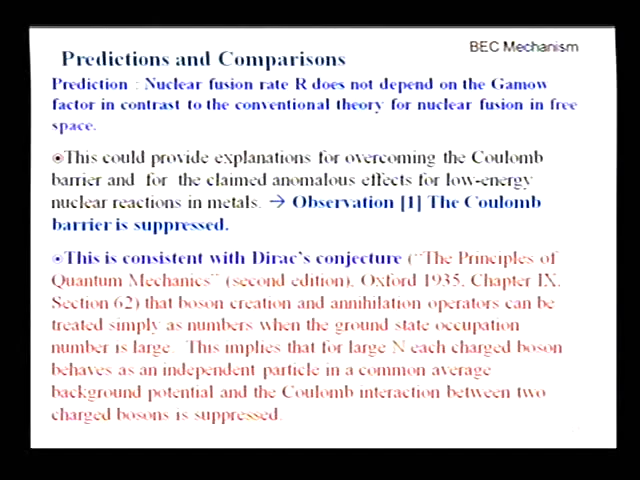 BEC Mechanism
Predictions and Comparisons
Prediction : Nuclear fusion rate R does not depend on the Gamow
factor in contrast to the conventional theory for nuclear fusion in free
space.
This could provide explanations for overcoming the Coulomb
barrier and for the claimed anomalous effects for low-energy
nuclear reactions in metals. → Observation [1] The Coulomb
barrier is suppressed.
This is consistent with Dirac's conjecture ("The Principles of
Quantum Mechanics" (second edition), Oxford 1935, Chapter IX,
Section 62) that boson creation and annihilation operators can be
treated simply as numbers when the ground state occupation
number is large. This implies that for large N each charged boson
behaves as an independent particle in a common average
background potential and the Coulomb interaction between two
charged bosons is suppressed.